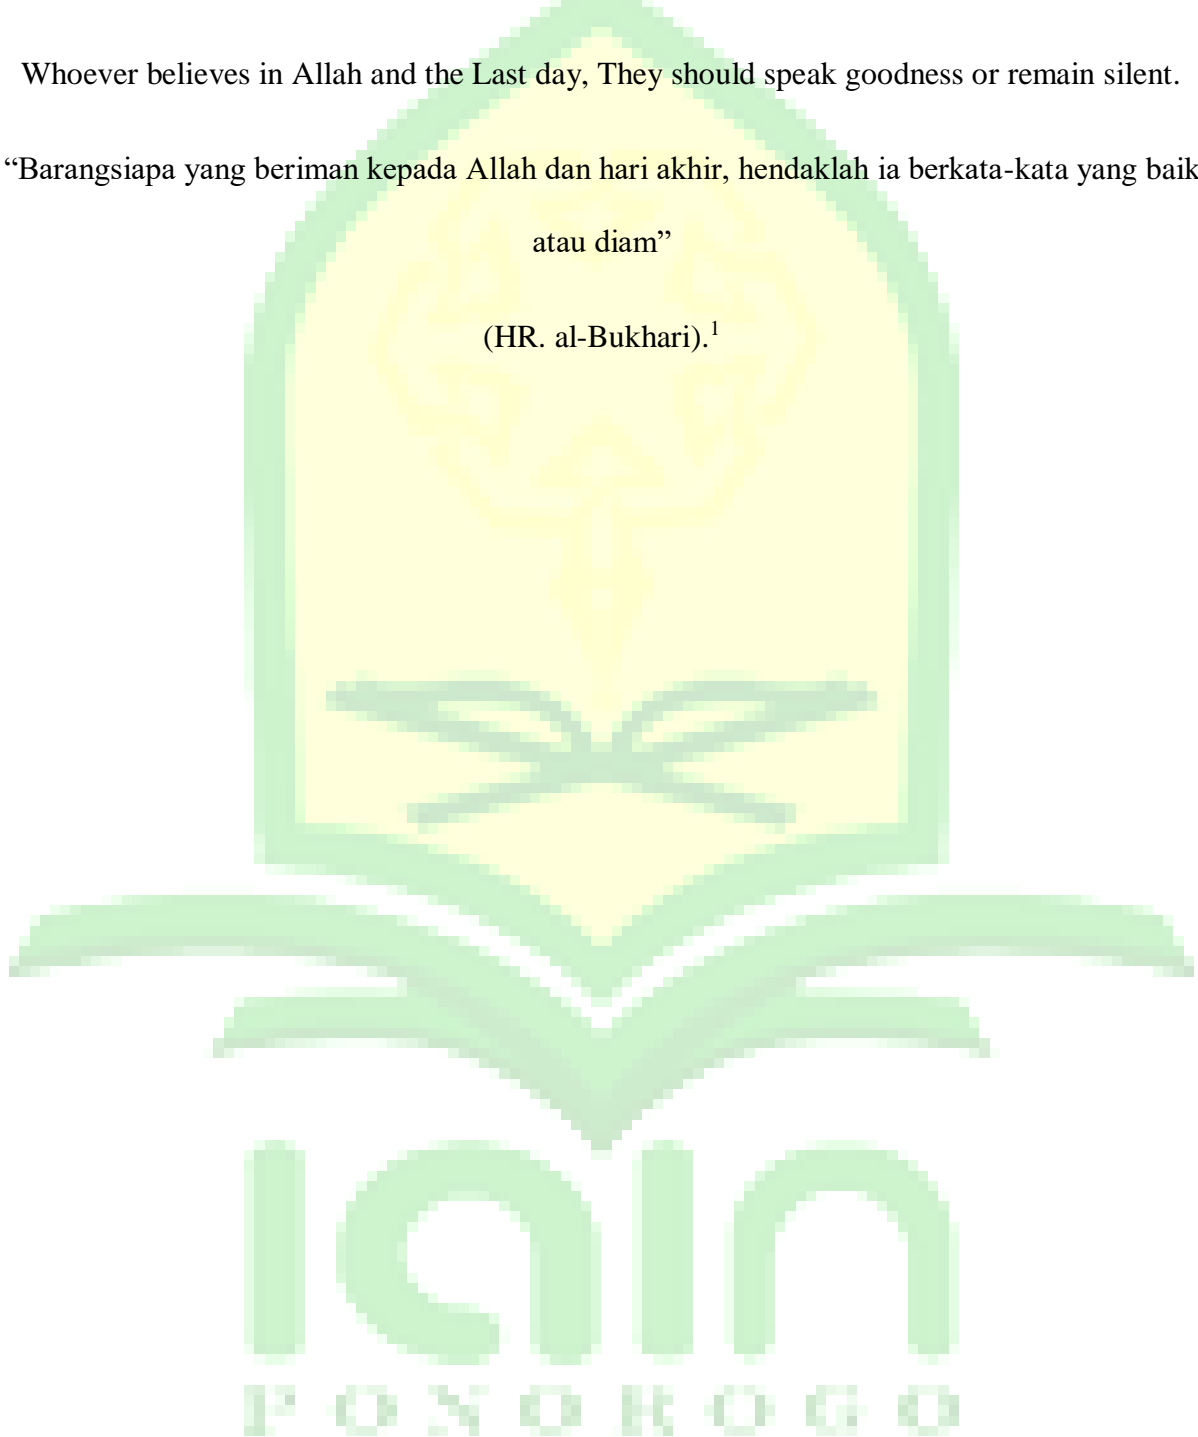 Whoever believes in Allah and the Last day, They should speak goodness or remain silent.
“Barangsiapa yang beriman kepada Allah dan hari akhir, hendaklah ia berkata-kata yang baik
atau diam”
(HR. al-Bukhari).1
iain
PONOROGO